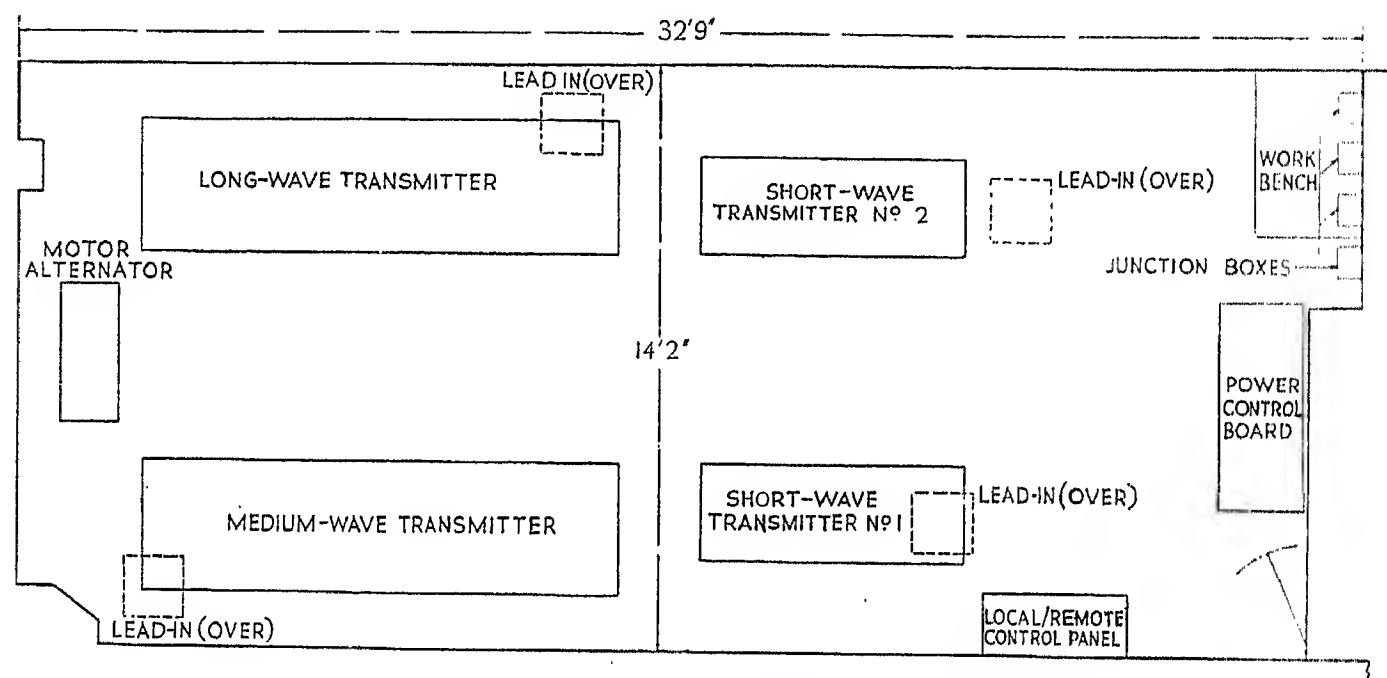 32'9"
LEAD IN (OVER)
LONG-WAVE TRANSMITTER
SHORT-WAVE
TRANSMITTER Nº 2
LEAD-IN (OVER)
WORK
BENCH
MOTOR
ALTERNATOR
JUNCTION BOXES
14'2"
POWER
CONTROL
BOARD
MEDIUM-WAVE TRANSMITTER
SHORT-WAVE
TRANSMITTER Nº 1
LEAD-IN (OVER)
LEAD-IN (OVER)
LOCAL/REMOTE
CONTROL PANEL